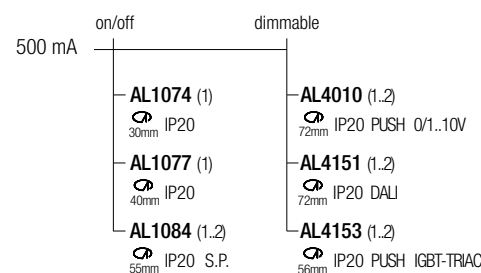 on/off dimmable
500 mA
AL1074 (1) AL4010 (1..2)
30mm IP20 72mm IP20 PUSH 0/1..10V
AL1077 (1) AL4151 (1..2)
40mm IP20 72mm IP20 DALI
AL1084 (1..2) AL4153 (1..2)
55mm IP20 S.P. 56mm IP20 PUSH IGBT-TRIAC